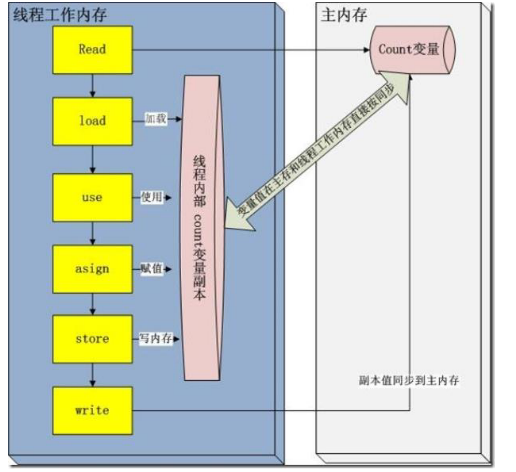 线程工作内存
主内存
Read
Count变量
load
加载
use
使用
asign
赋值
store
写内存
write
线程内部 count变量副本
变量值在主存和线程工作内存直接按同步
副本值同步到主内存